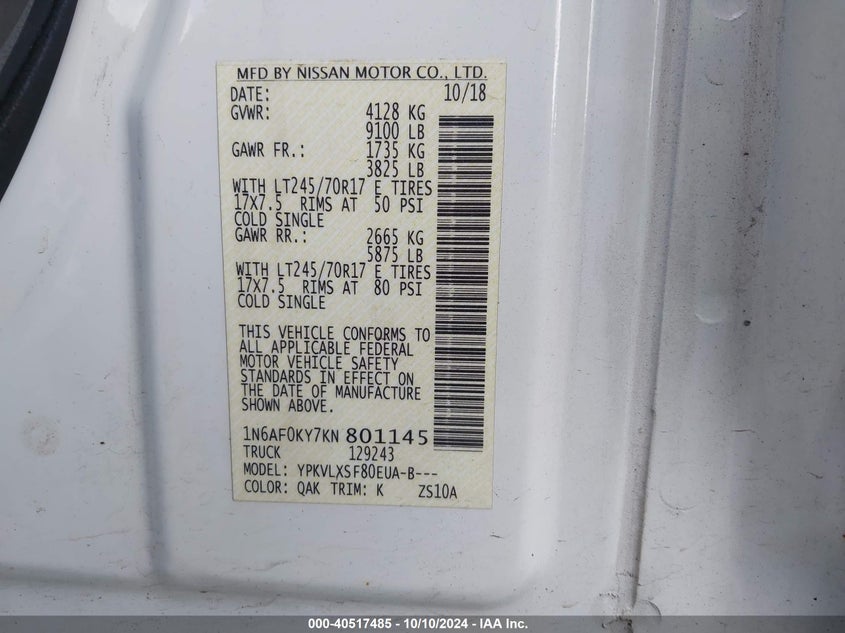 MFD BY NISSAN MOTOR CO., LTD.
DATE: 10/18
GVWR: 4128 KG
9100 LB
GAWR FR.: 1735 KG
3825 LB
WITH LT245/70R17 E TIRES
17X7.5 RIMS AT 50 PSI
COLD SINGLE
GAWR RR.: 2665 KG
5875 LB
WITH LT245/70R17 E TIRES
17X7.5 RIMS AT 80 PSI
COLD SINGLE
THIS VEHICLE CONFORMS TO
ALL APPLICABLE FEDERAL
MOTOR VEHICLE SAFETY
STANDARDS IN EFFECT ON
THE DATE OF MANUFACTURE
SHOWN ABOVE.
1N6AF0KY7KN801145
TRUCK 129243
MODEL: YPKVLXSF80EUA-B---
COLOR: QAK TRIM: K ZS10A
000-40517485 - 10/10/2024 - IAA Inc.